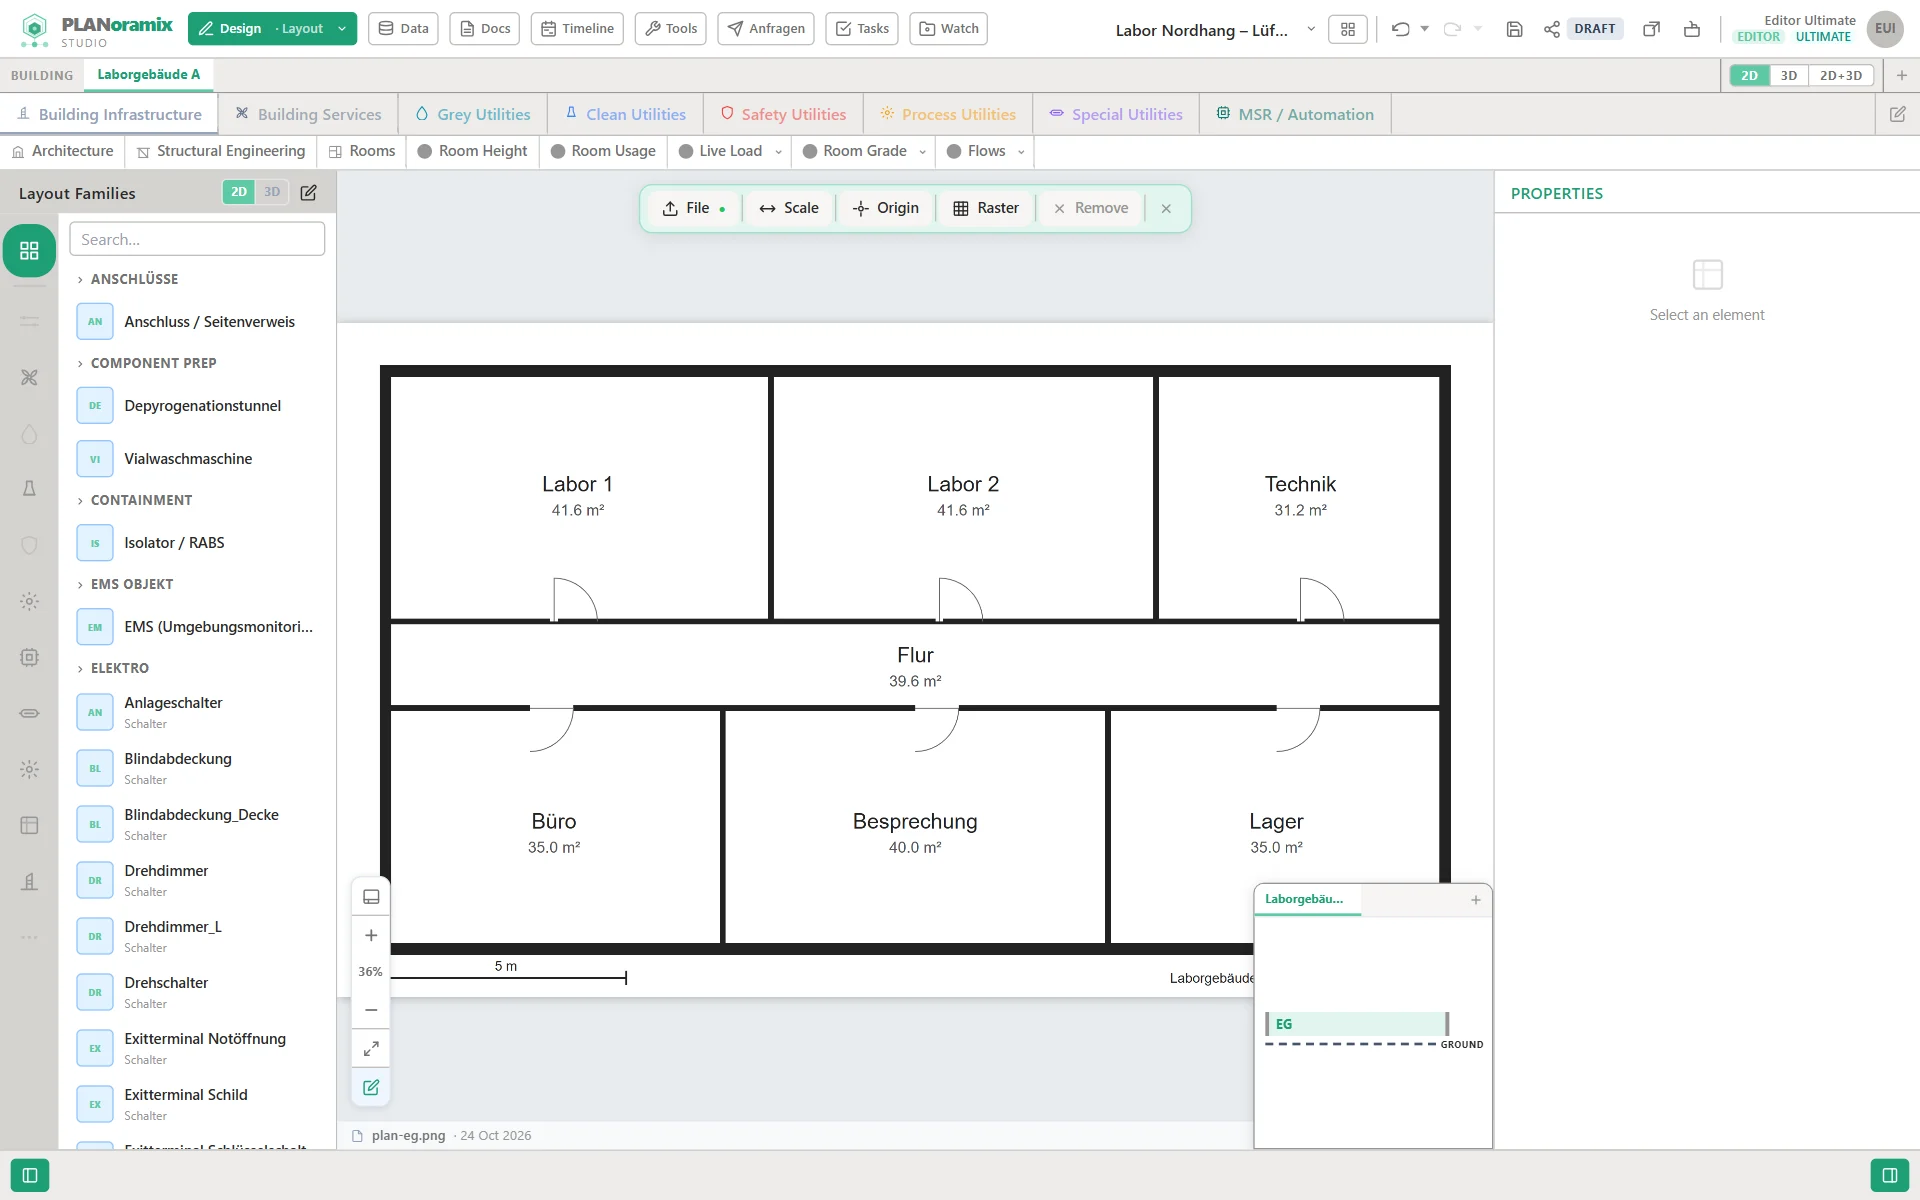 PLANoramix
STUDIO
Design · Layout
Data
Docs
Timeline
Tools
Anfragen
Tasks
Watch
Labor Nordhang – Lüf...
DRAFT
Editor Ultimate
EDITOR ULTIMATE
EUI
BUILDING
Laborgebäude A
2D
3D
2D+3D
Building Infrastructure
Building Services
Grey Utilities
Clean Utilities
Safety Utilities
Process Utilities
Special Utilities
MSR / Automation
Architecture
Structural Engineering
Rooms
Room Height
Room Usage
Live Load
Room Grade
Flows
Layout Families
2D
3D
Search...
ANSCHLÜSSE
AN
Anschluss / Seitenverweis
COMPONENT PREP
DE
Depyrogenationstunnel
VI
Vialwaschmaschine
CONTAINMENT
IS
Isolator / RABS
EMS OBJEKT
EM
EMS (Umgebungsmonitori...
ELEKTRO
AN
Anlageschalter
Schalter
BL
Blindabdeckung
Schalter
BL
Blindabdeckung_Decke
Schalter
DR
Drehdimmer
Schalter
DR
Drehdimmer_L
Schalter
DR
Drehschalter
Schalter
EX
Exitterminal Notöffnung
Schalter
EX
Exitterminal Schild
Schalter
File
Scale
Origin
Raster
Remove
Labor 1
41.6 m²
Labor 2
41.6 m²
Technik
31.2 m²
Flur
39.6 m²
Büro
35.0 m²
Besprechung
40.0 m²
Lager
35.0 m²
5 m
Laborgebäude
36%
plan-eg.png · 24 Oct 2026
Laborgebäu...
EG
GROUND
PROPERTIES
Select an element